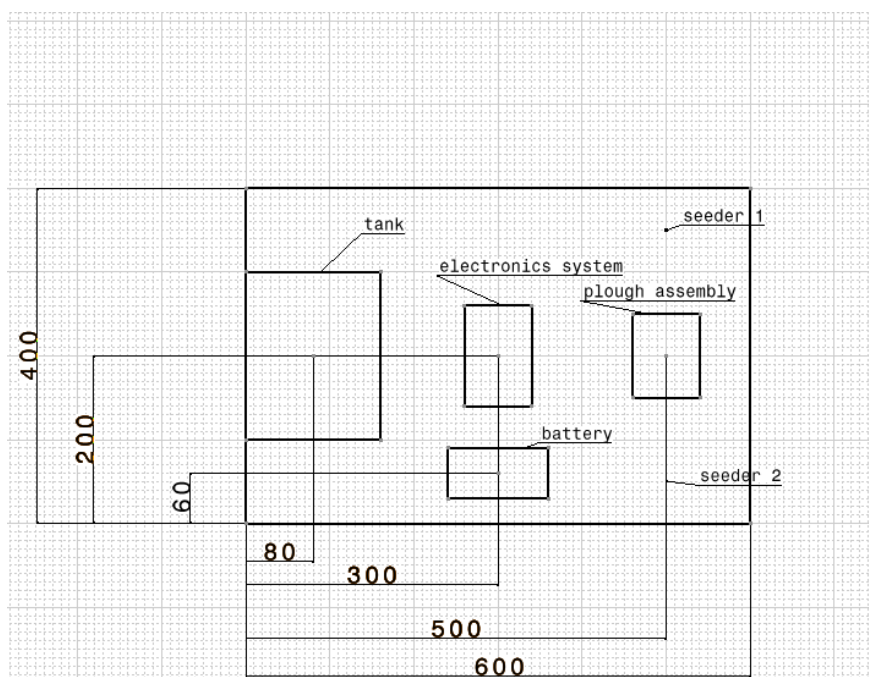 seeder 1
tank
electronics system
plough assembly
400
200
battery
60
seeder 2
80
300
500
600